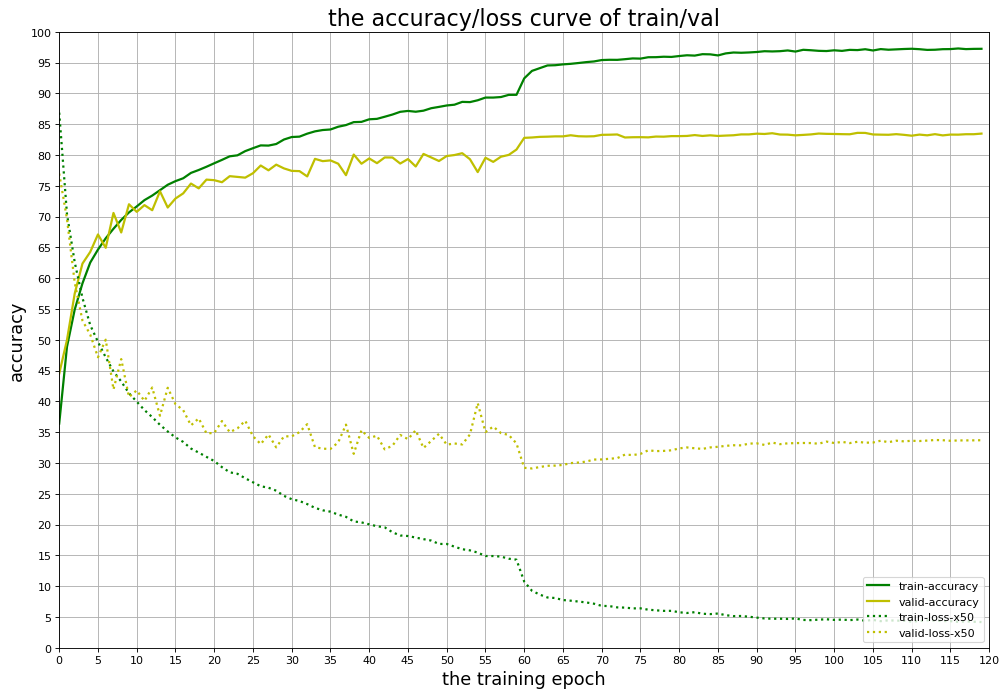 the accuracy/loss curve of train/val
100
95
90
85
80
75
70
65
60
55
50
45
40
35
30
25
20
15
10
5
0
accuracy
train-accuracy
valid-accuracy
train-loss-x50
valid-loss-x50
0 5 10 15 20 25 30 35 40 45 50 55 60 65 70 75 80 85 90 95 100 105 110 115 120
the training epoch